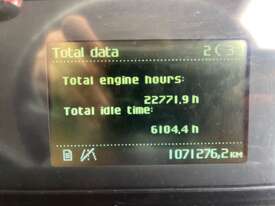 Total data 2(3
Total engine hours:
22771,9 h
Total idle time:
6104,4 h
1071276,2 KM